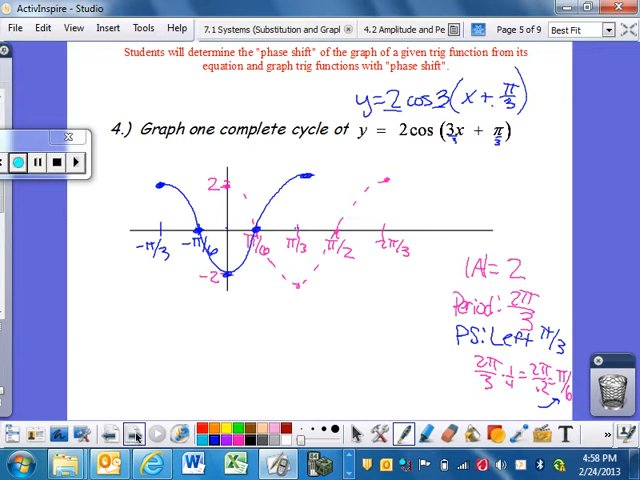 ActivInspire - Studio
File Edit View Insert Tools Help 7.1 Systems (Substitution and Graphi 4.2 Amplitude and Pe Page 5 of 9 Best Fit
Students will determine the "phase shift" of the graph of a given trig function from its
equation and graph trig functions with "phase shift".
y = 2 cos 3(x + π/3)
4.) Graph one complete cycle of y = 2cos (3x + π)
3 3
2
-π/3 -π/6 π/6 π/3 π/2 2π/3
-2
|A| = 2
Period: 2π/3
PS: Left π/3
2π/3 · 1/4 = 2π/12 = π/6
4:58 PM
2/24/2013